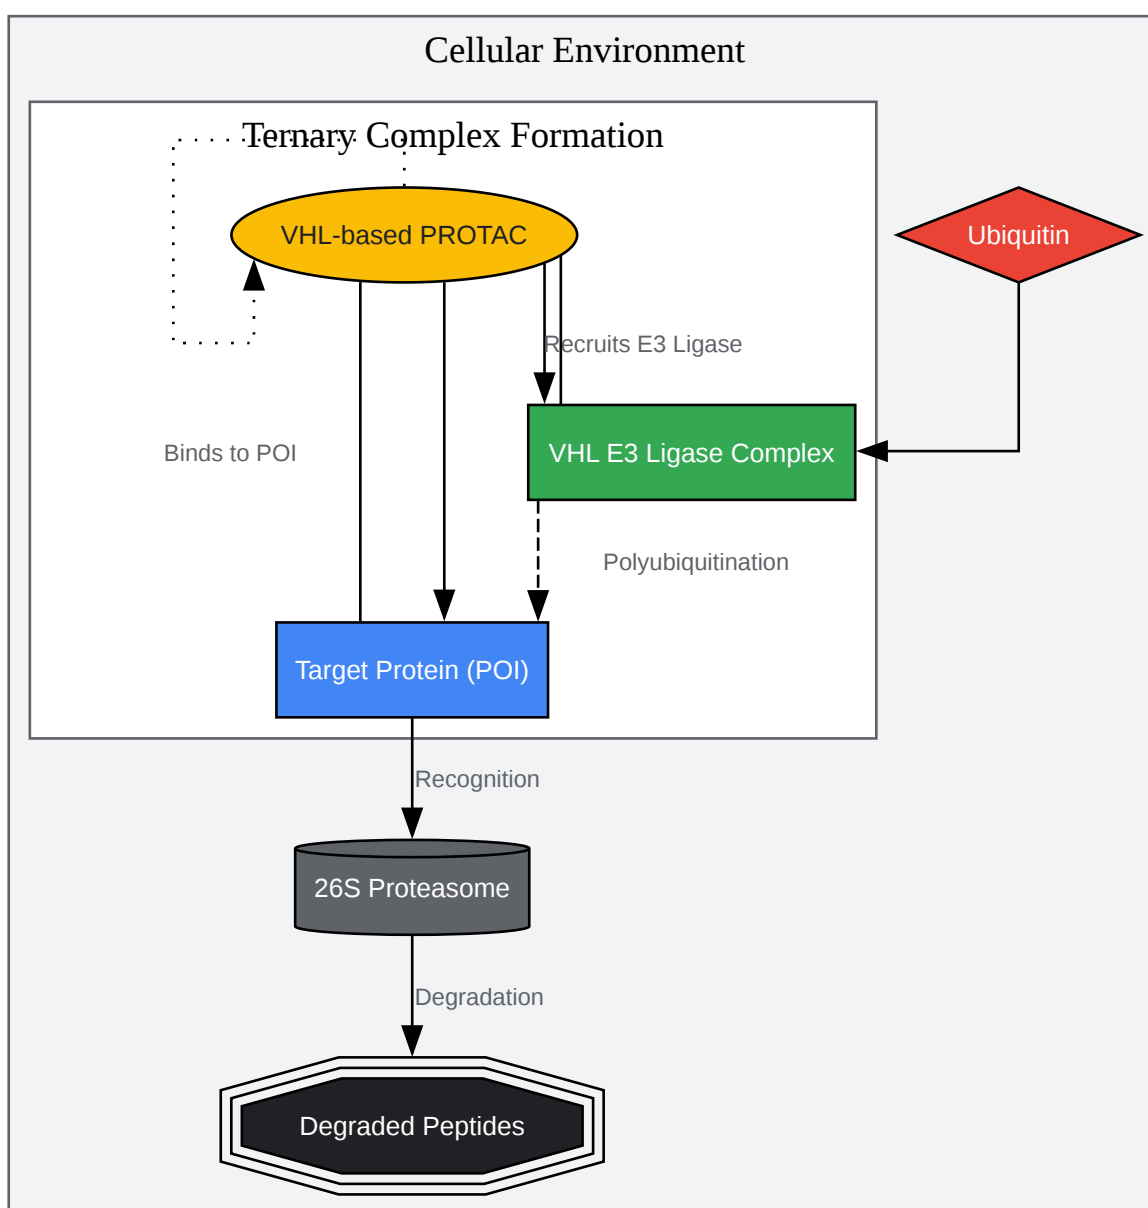 Cellular Environment
Ternary Complex Formation
VHL-based PROTAC
Ubiquitin
Recruits E3 Ligase
Binds to POI
VHL E3 Ligase Complex
Polyubiquitination
Target Protein (POI)
Recognition
26S Proteasome
Degradation
Degraded Peptides